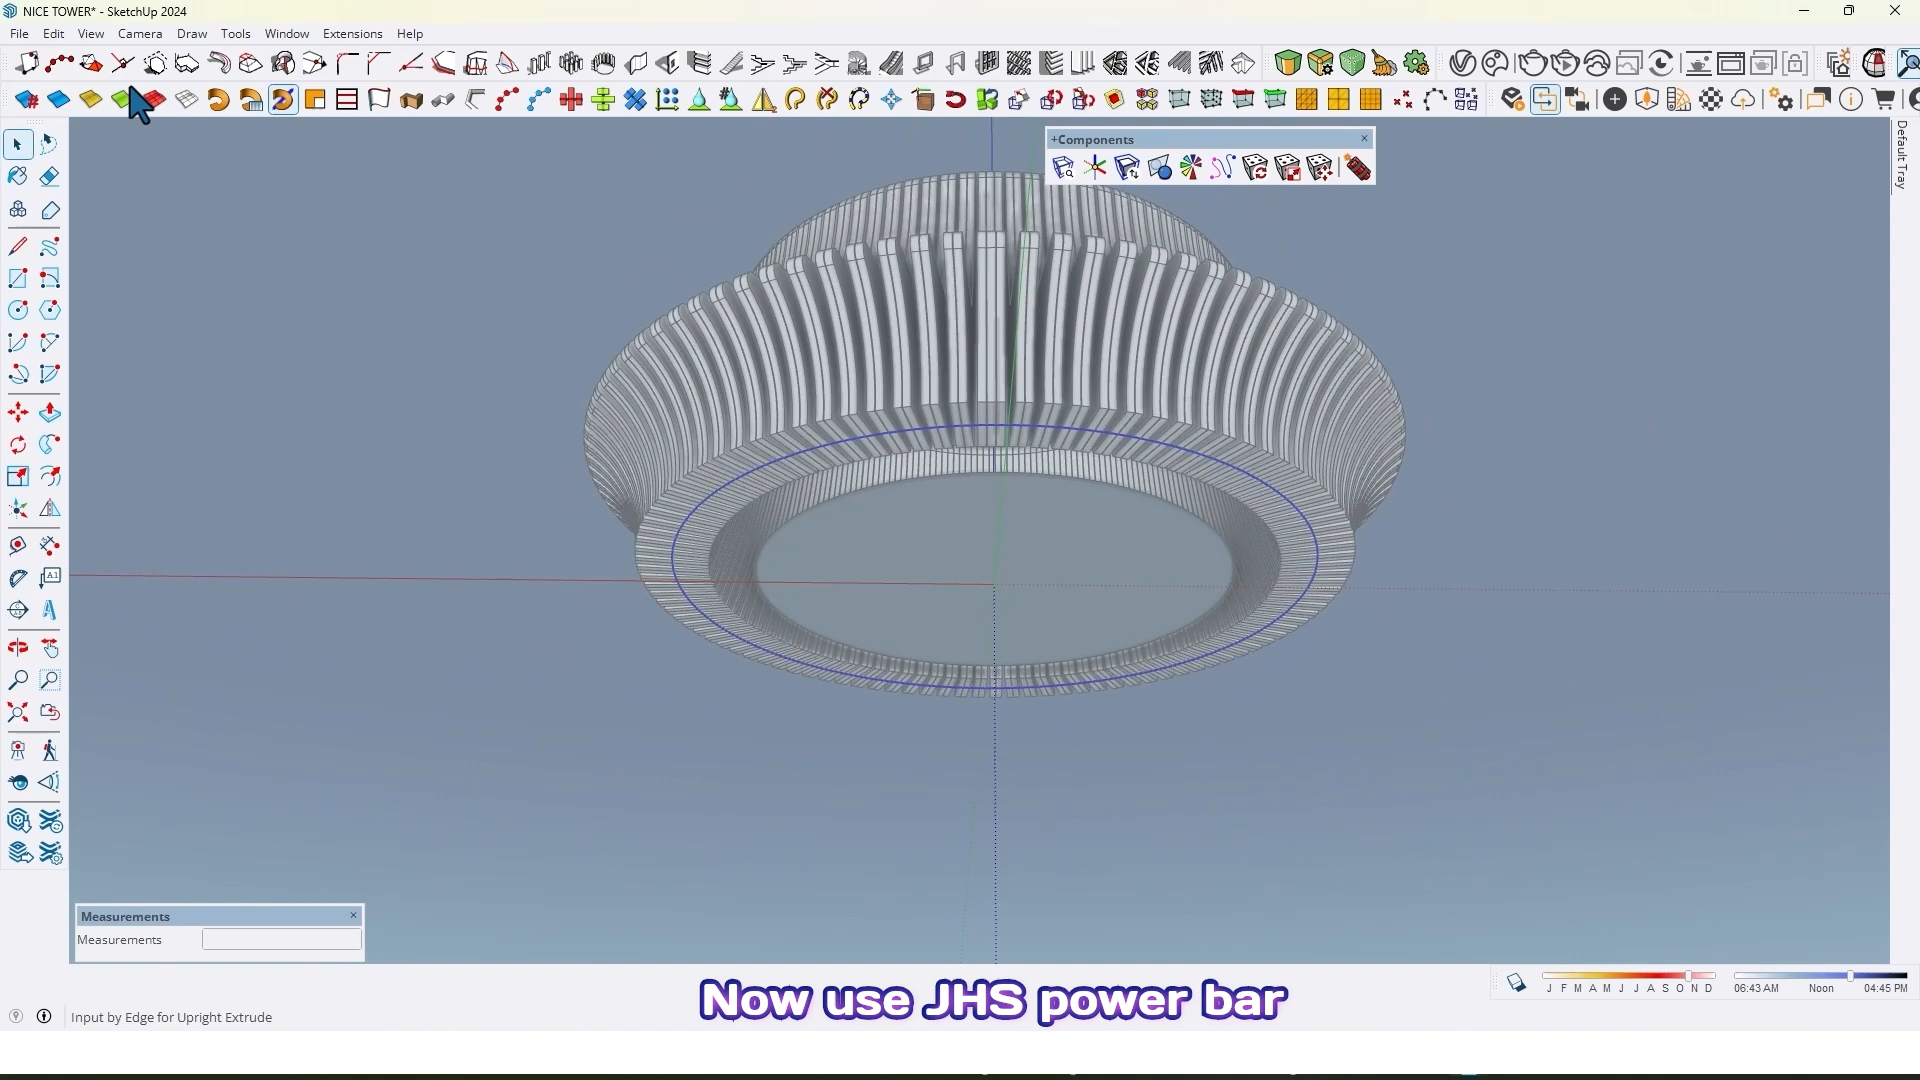 NICE TOWER* - SketchUp 2024
File Edit View Camera Draw Tools Window Extensions Help
+Components
Default Tray
A1
Measurements
Measurements
J F M A M J J A S O N D
06:43 AM Noon 04:45 PM
Now use JHS power bar
Input by Edge for Upright Extrude